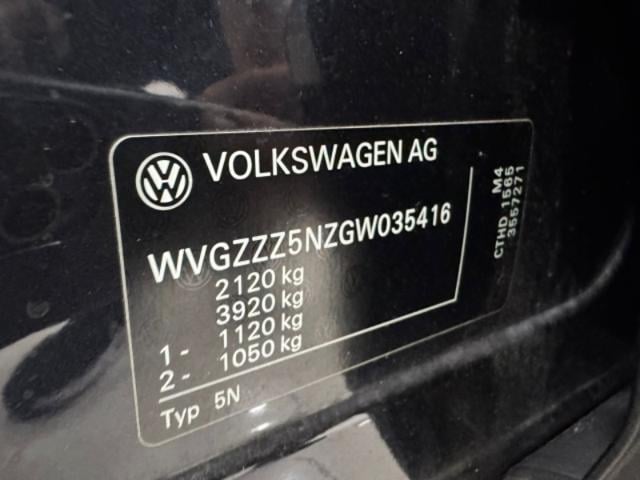 VOLKSWAGEN AG
WVGZZZ5NZGW035416
2120 kg
3920 kg
1 - 1120 kg
2 - 1050 kg
Typ 5N
M4
CTHD 1565
3557271